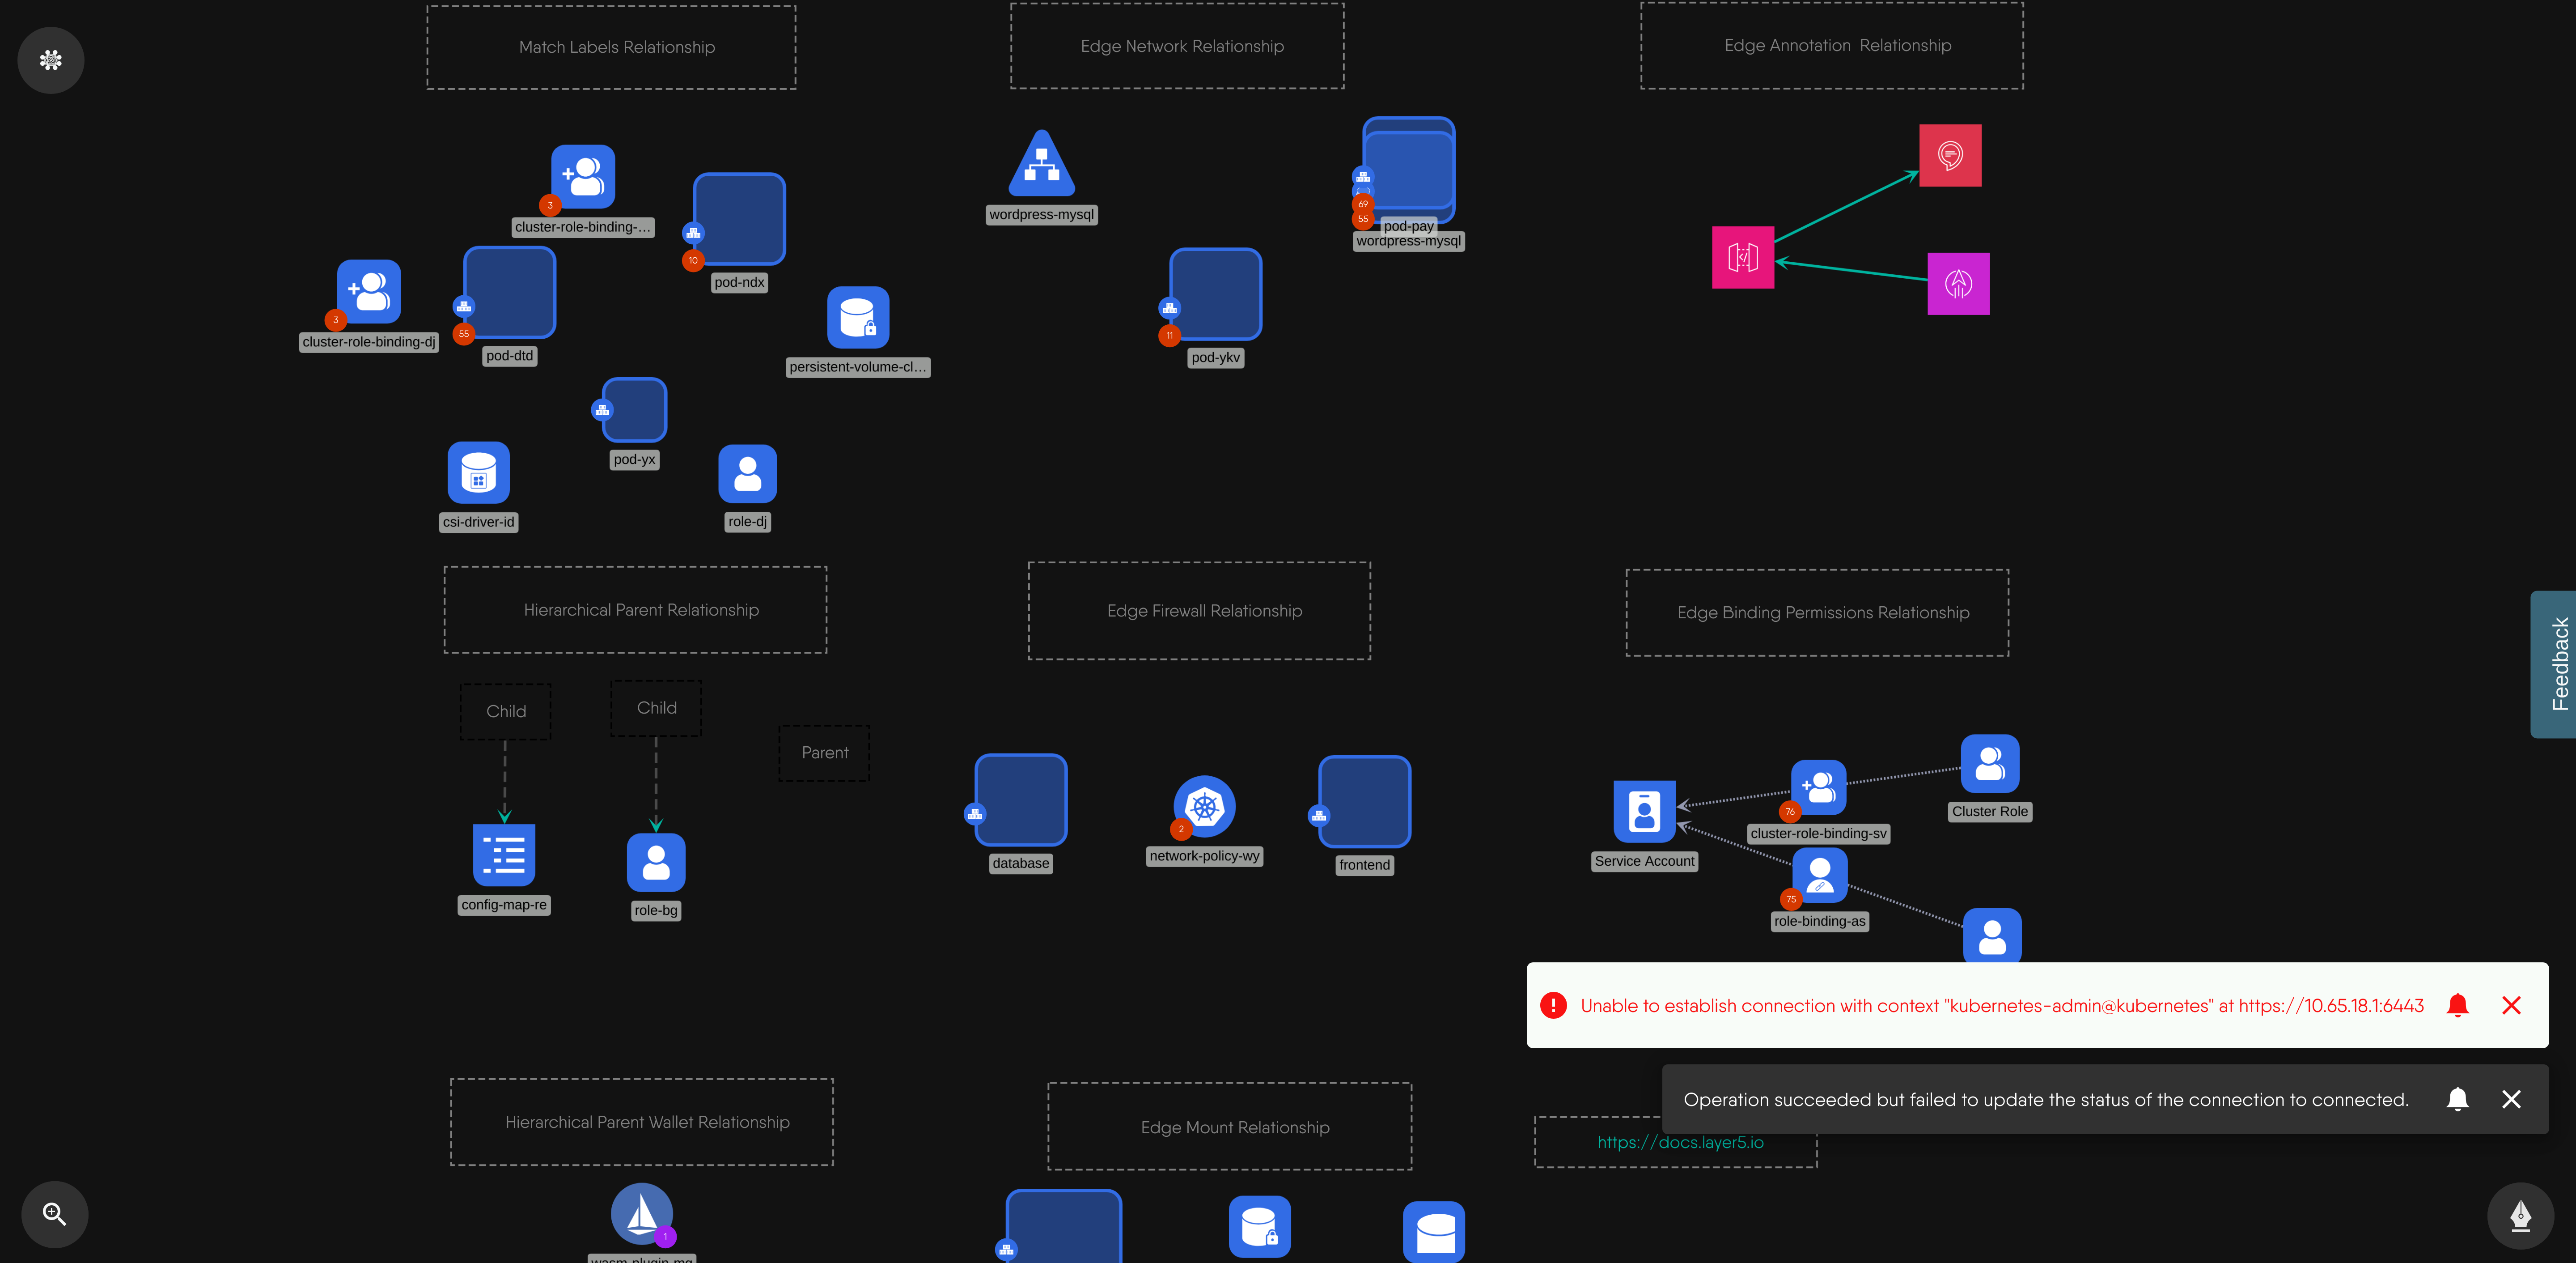 Match Labels Relationship
Edge Network Relationship
Edge Annotation Relationship
3
cluster-role-binding-...
10
pod-ndx
3
cluster-role-binding-dj
55
pod-dtd
persistent-volume-cl...
pod-yx
csi-driver-id
role-dj
wordpress-mysql
69
55
pod-pay
wordpress-mysql
11
pod-ykv
Hierarchical Parent Relationship
Edge Firewall Relationship
Edge Binding Permissions Relationship
Feedback
Child
Child
Parent
config-map-re
role-bg
database
2
network-policy-wy
frontend
Service Account
76
cluster-role-binding-sv
Cluster Role
75
role-binding-as
Unable to establish connection with context "kubernetes-admin@kubernetes" at https://10.65.18.1:6443
Operation succeeded but failed to update the status of the connection to connected.
Hierarchical Parent Wallet Relationship
Edge Mount Relationship
https://docs.layer5.io
1
wasm-plugin-mg